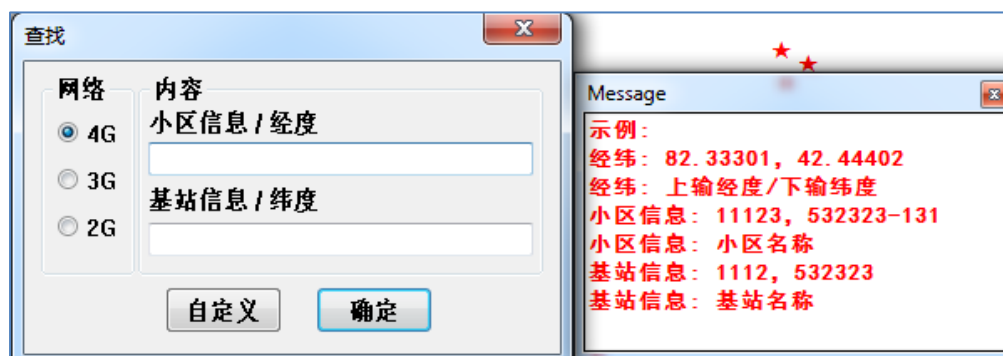 查找
网络
内容
小区信息 / 经度
4G
3G
基站信息 / 纬度
2G
自定义
确定
Message
示例:
经纬: 82.33301, 42.44402
经纬: 上输经度/下输纬度
小区信息: 11123, 532323-131
小区信息: 小区名称
基站信息: 1112, 532323
基站信息: 基站名称